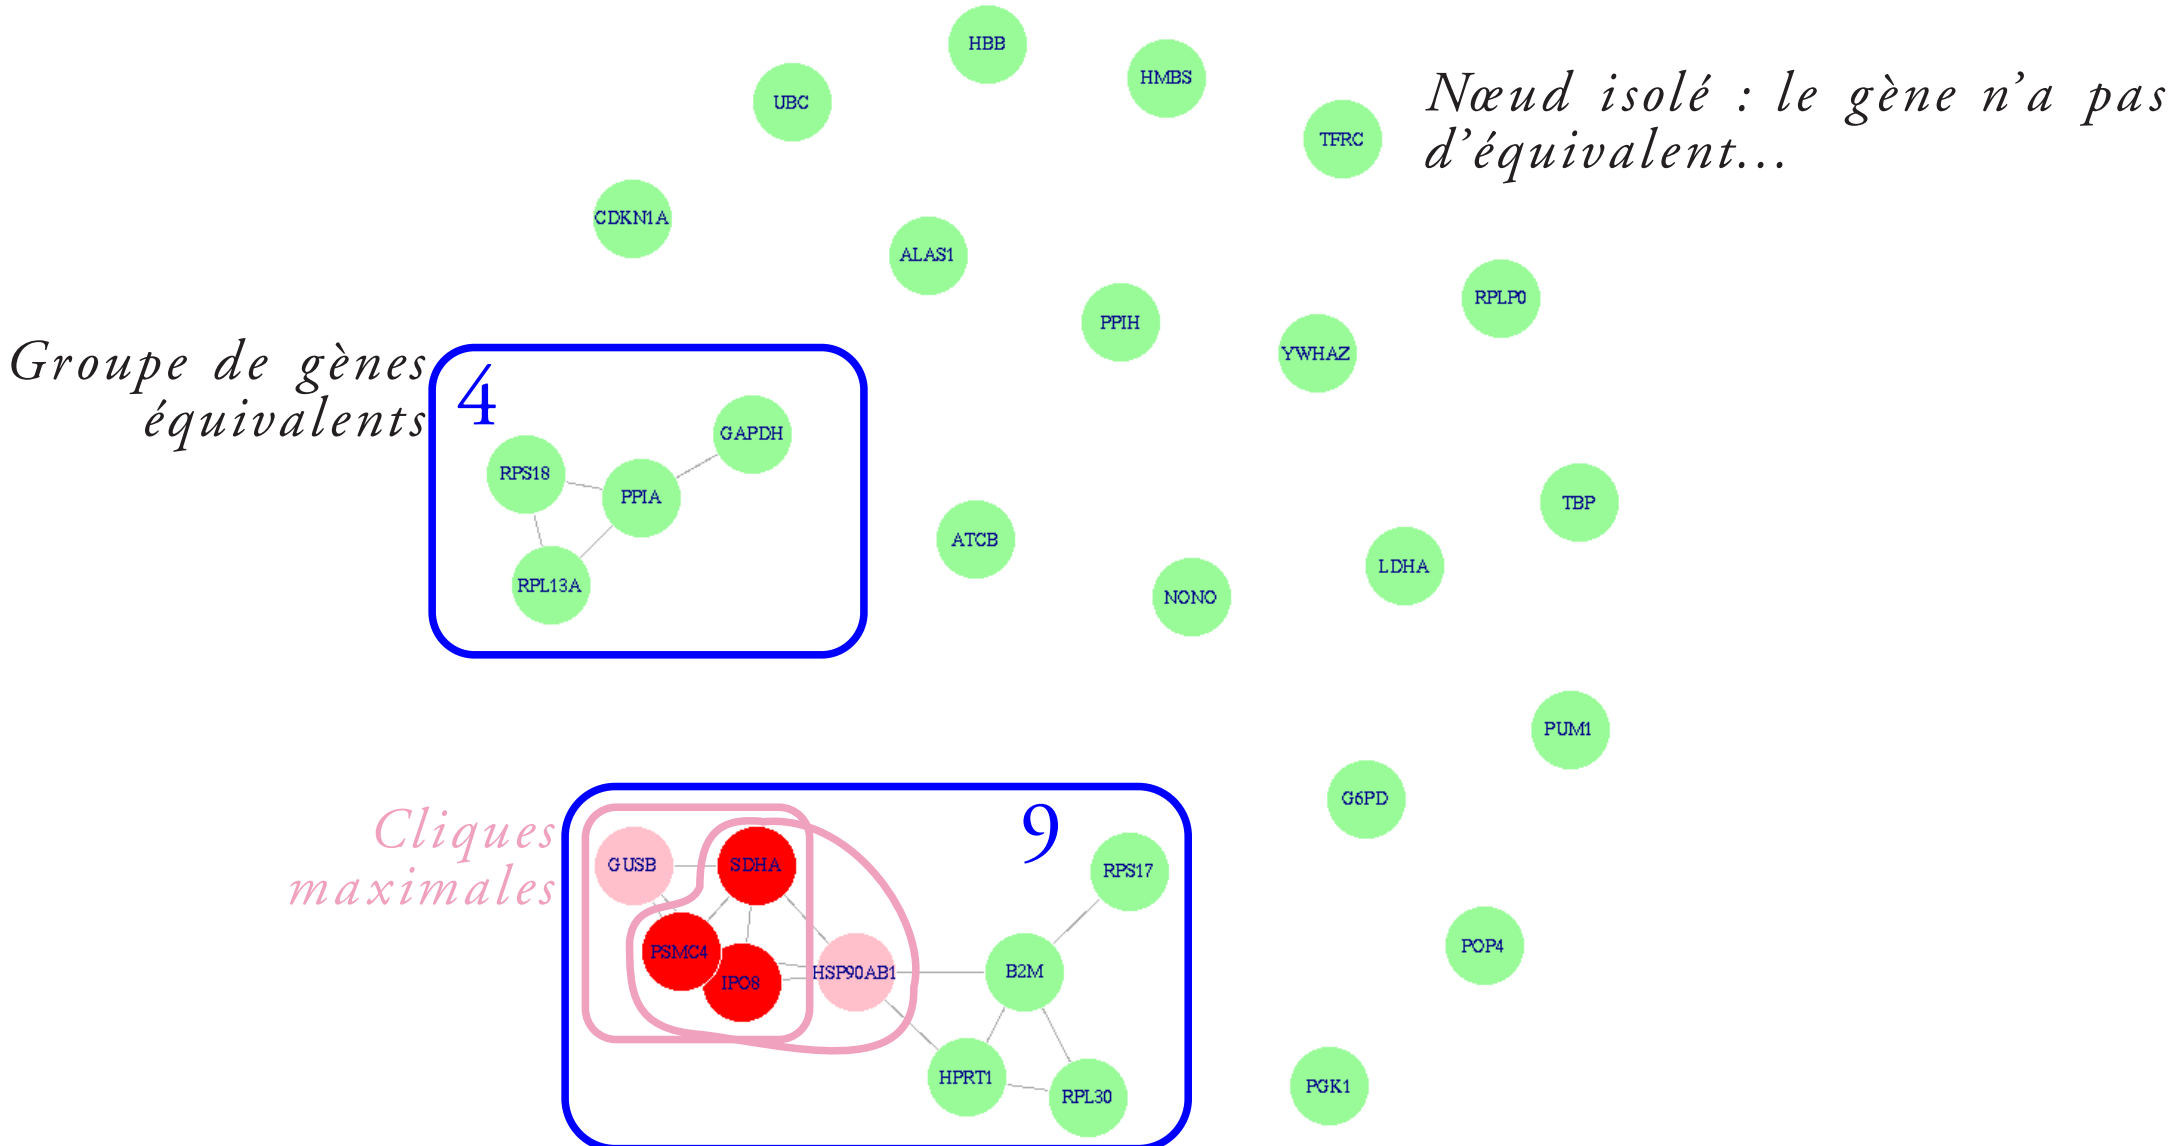 HBB
HMBS
UBC
TFRC
Nœud isolé : le gène n'a pas
d'équivalent...
CDKN1A
ALAS1
RPLP0
PPIH
YWHAZ
Groupe de gènes
équivalents
4
GAPDH
RPS18
PPIA
RPL13A
ATCB
TBP
LDHA
NONO
PUM1
G6PD
Cliques
maximales
9
GUSB
SDHA
RPS17
PSMC4
IPO8
HSP90AB1
B2M
POP4
HPRT1
RPL30
PGK1